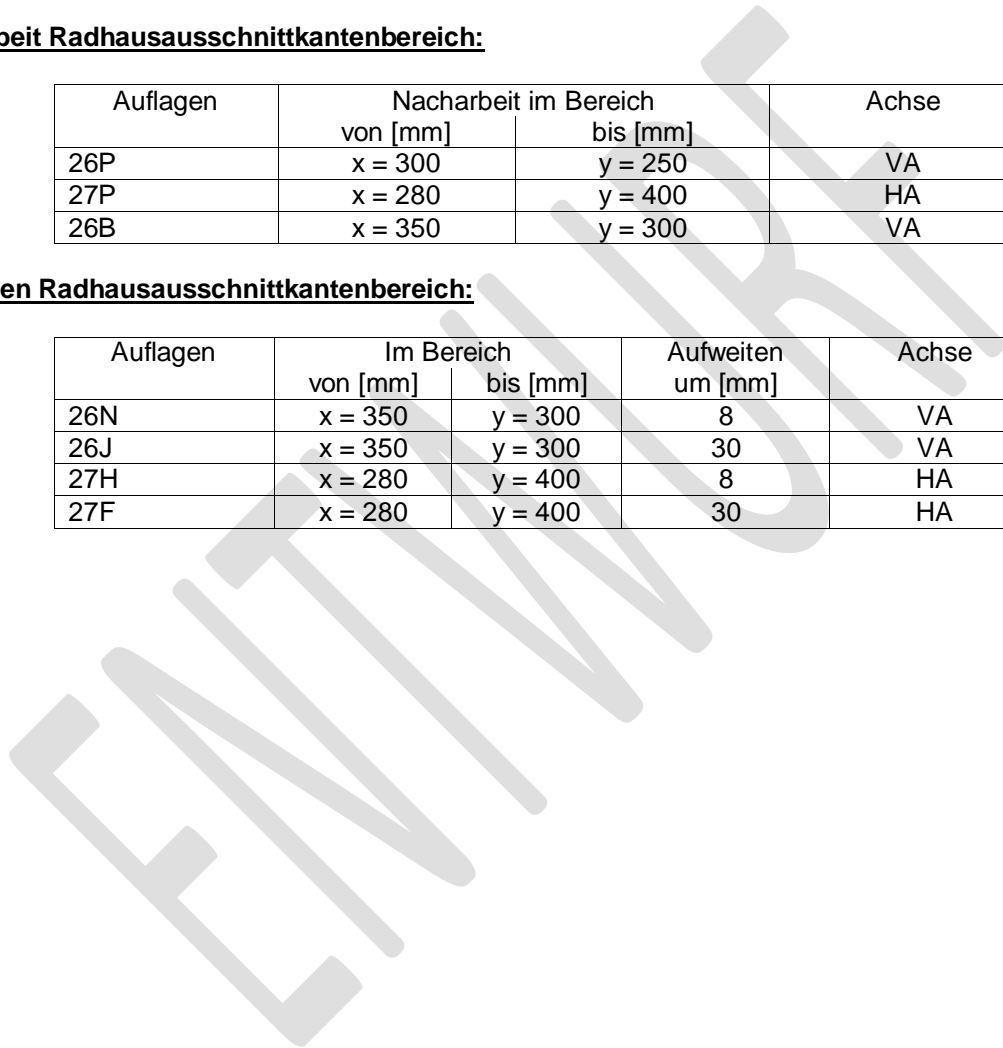 beit Radhausausschnittkantenbereich:
Auflagen Nacharbeit im Bereich Achse
von [mm] bis [mm]
26P x = 300 y = 250 VA
27P x = 280 y = 400 HA
26B x = 350 y = 300 VA
en Radhausausschnittkantenbereich:
Auflagen Im Bereich Aufweiten Achse
von [mm] bis [mm] um [mm]
26N x = 350 y = 300 8 VA
26J x = 350 y = 300 30 VA
27H x = 280 y = 400 8 HA
27F x = 280 y = 400 30 HA
ENTWURF